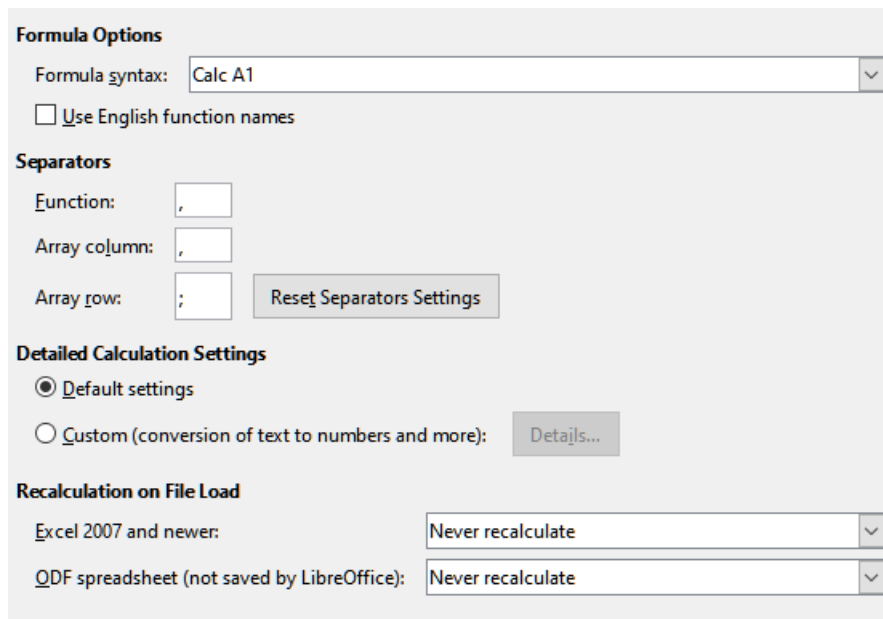 Formula Options
Formula syntax: Calc A1
Use English function names
Separators
Function: ,
Array column: ,
Array row: ; Reset Separators Settings
Detailed Calculation Settings
Default settings
Custom (conversion of text to numbers and more): Details...
Recalculation on File Load
Excel 2007 and newer: Never recalculate
ODF spreadsheet (not saved by LibreOffice): Never recalculate